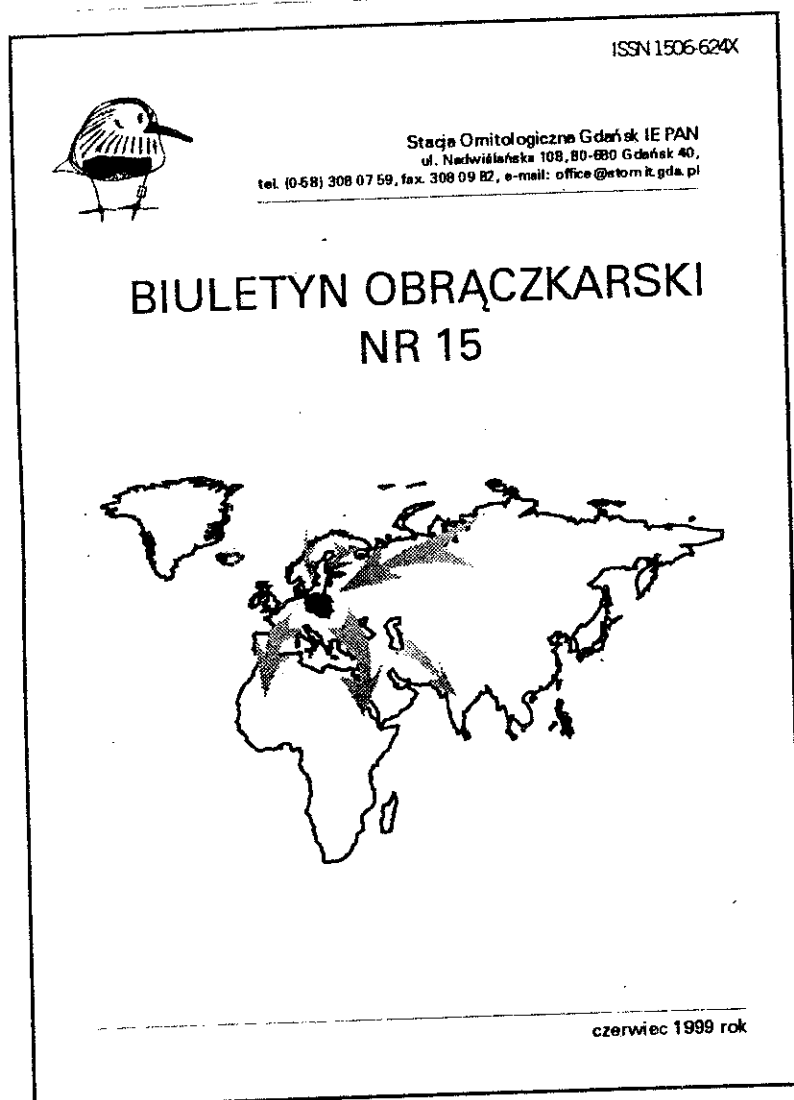 ISSN 1506-624X
Stacja Ornitologiczna Gdańsk IE PAN
ul. Nadwiślańska 108, 80-680 Gdańsk 40,
tel. (0-58) 308 07 59, fax. 308 09 82, e-mail: office@stornit.gda.pl
BIULETYN OBRĄCZKARSKI
NR 15
czerwiec 1999 rok